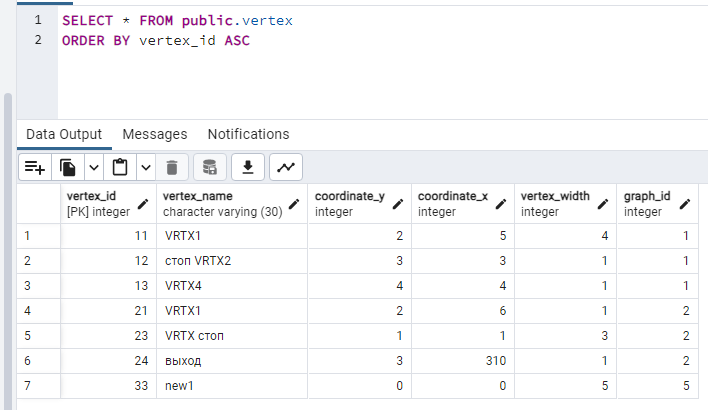 1 SELECT * FROM public.vertex
2 ORDER BY vertex_id ASC
Data Output Messages Notifications
vertex_id vertex_name coordinate_y coordinate_x vertex_width graph_id
[PK] integer character varying (30) integer integer integer integer
1 11 VRTX1 2 5 4 1
2 12 стоп VRTX2 3 3 1 1
3 13 VRTX4 4 4 1 1
4 21 VRTX1 2 6 1 2
5 23 VRTX стоп 1 1 3 2
6 24 выход 3 310 1 2
7 33 new1 0 0 5 5